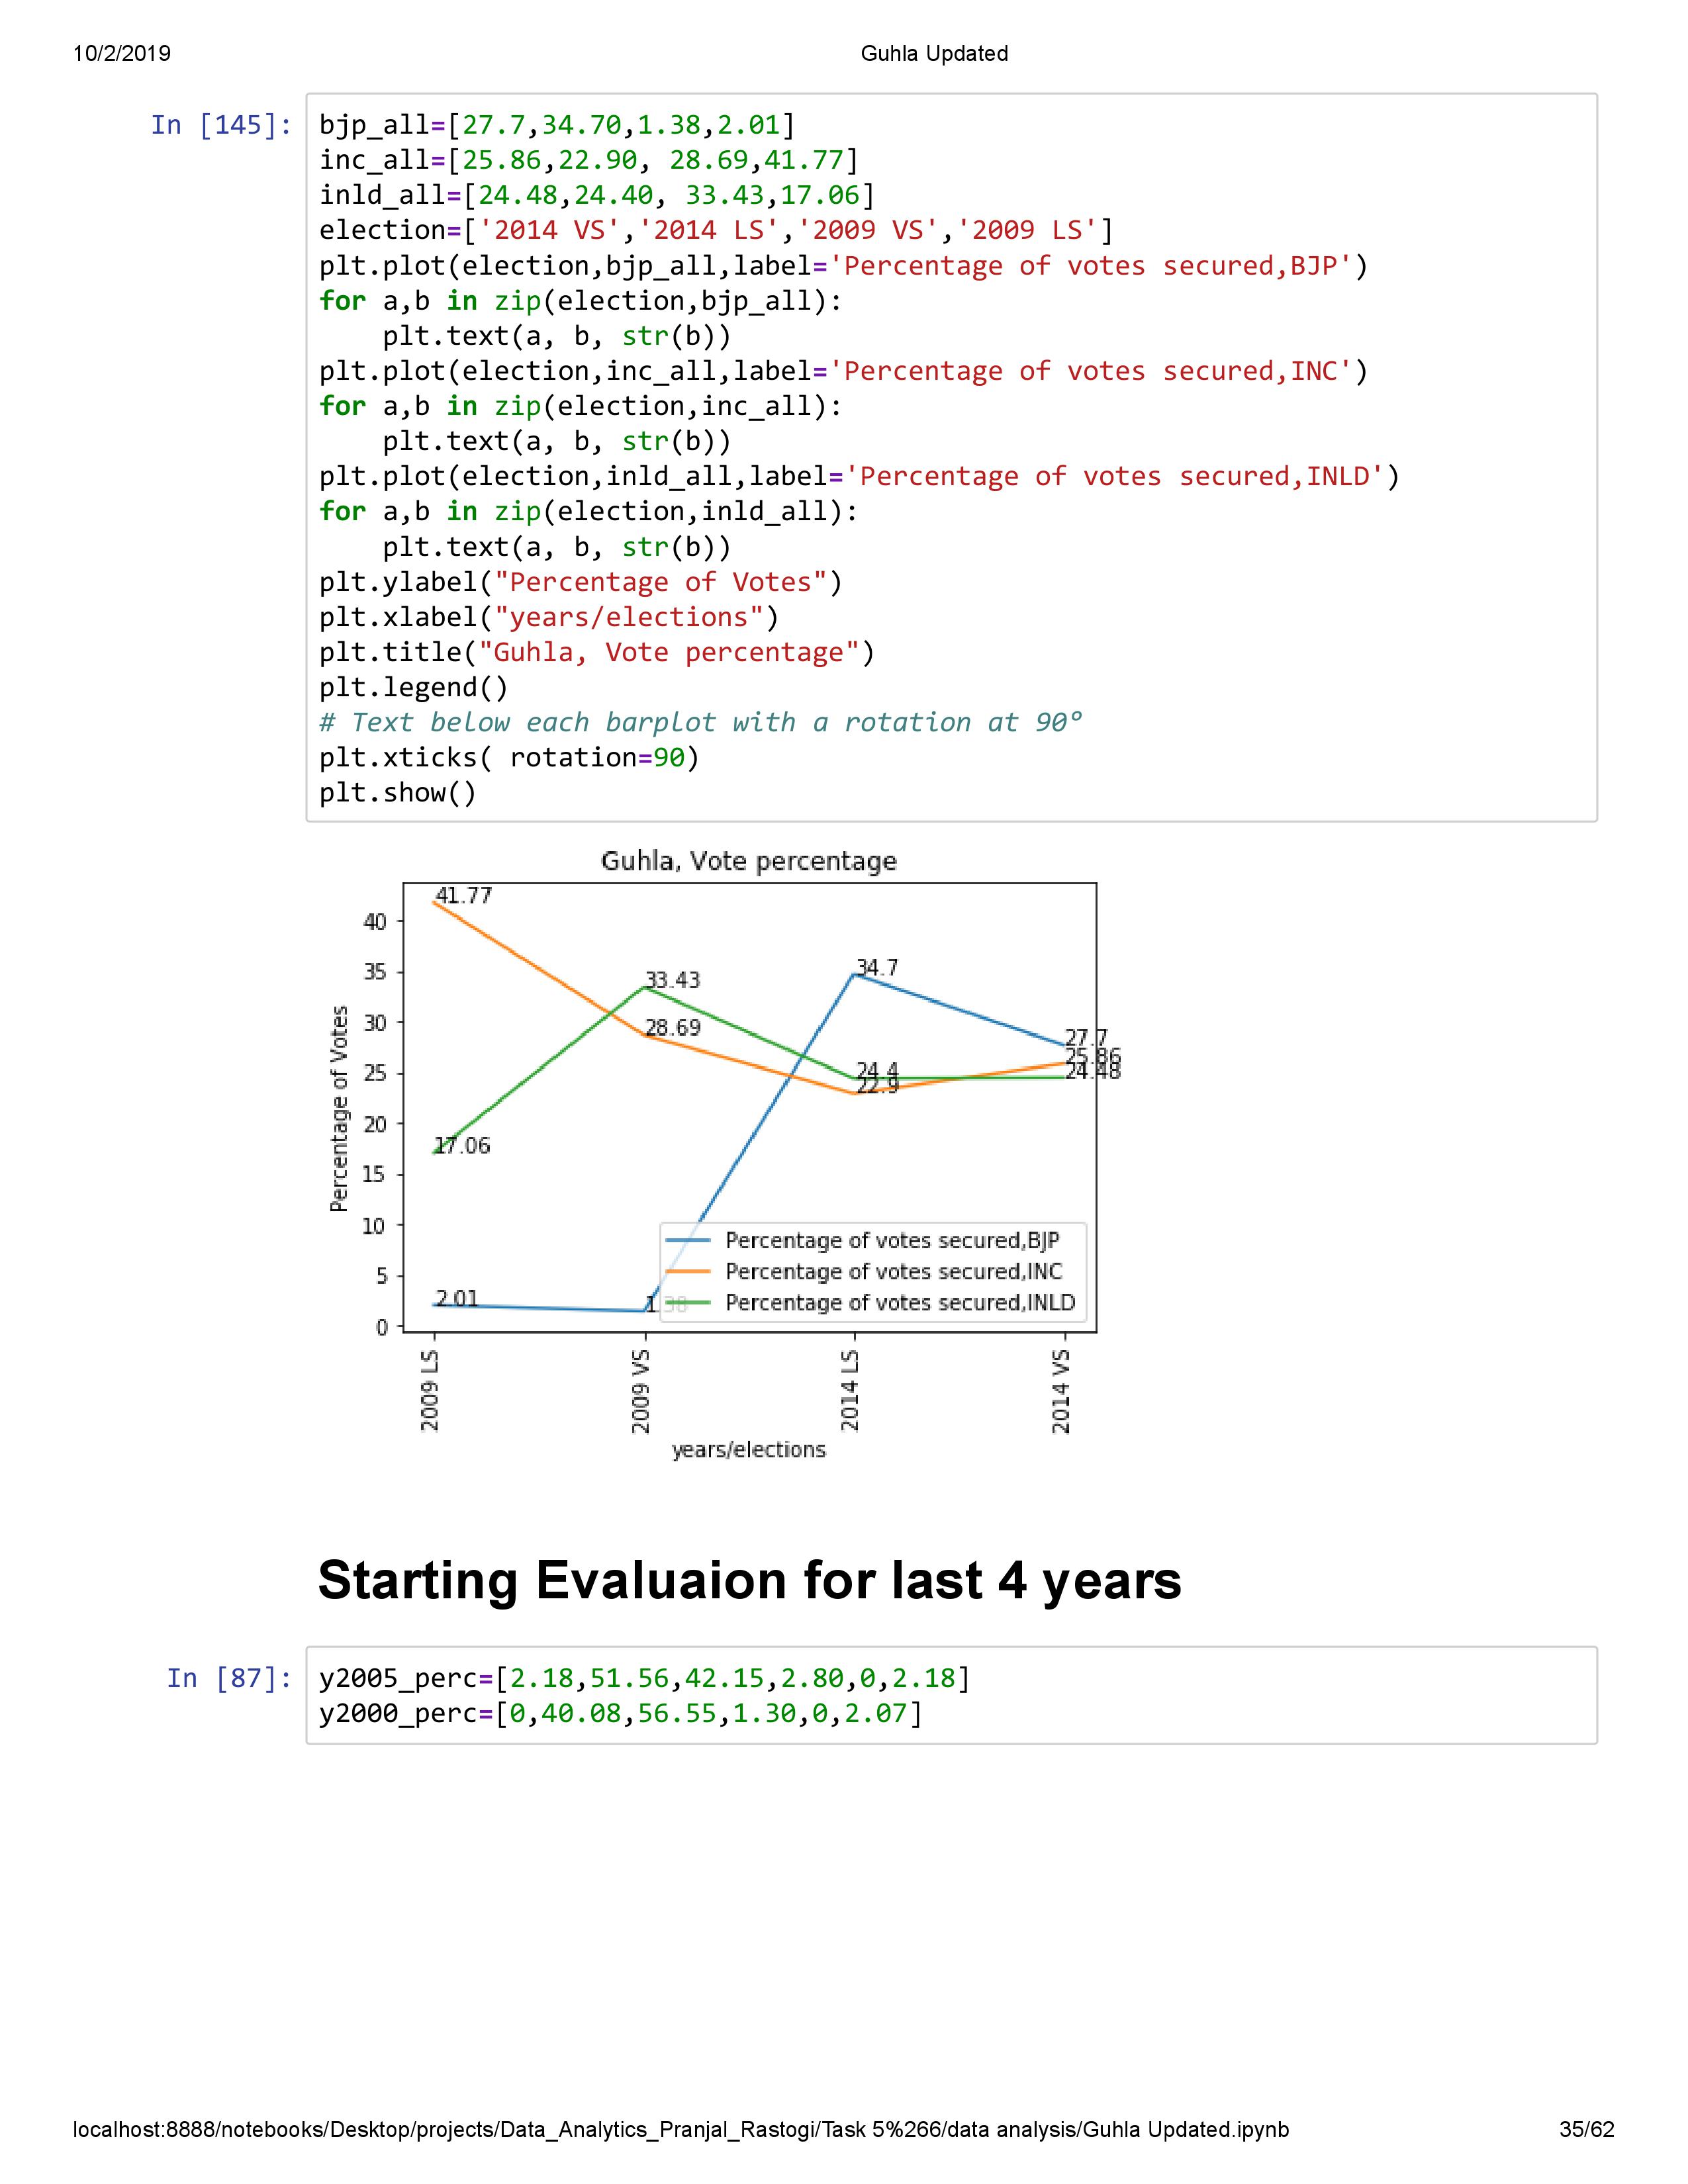 10/2/2019 Guhla Updated
In [145]: bjp_all=[27.7,34.70,1.38,2.01]
inc_all=[25.86,22.90, 28.69,41.77]
inld_all=[24.48,24.40, 33.43,17.06]
election=['2014 VS','2014 LS','2009 VS','2009 LS']
plt.plot(election,bjp_all,label='Percentage of votes secured,BJP')
for a,b in zip(election,bjp_all):
    plt.text(a, b, str(b))
plt.plot(election,inc_all,label='Percentage of votes secured,INC')
for a,b in zip(election,inc_all):
    plt.text(a, b, str(b))
plt.plot(election,inld_all,label='Percentage of votes secured,INLD')
for a,b in zip(election,inld_all):
    plt.text(a, b, str(b))
plt.ylabel("Percentage of Votes")
plt.xlabel("years/elections")
plt.title("Guhla, Vote percentage")
plt.legend()
# Text below each barplot with a rotation at 90º
plt.xticks( rotation=90)
plt.show()
Guhla, Vote percentage
Percentage of Votes
40
35
30
25
20
15
10
5
0
41.77
33.43
28.69
34.7
27.7
25.86
24.48
24.4
22.9
17.06
2.01
1.38
Percentage of votes secured,BJP
Percentage of votes secured,INC
Percentage of votes secured,INLD
2009 LS
2009 VS
2014 LS
2014 VS
years/elections
Starting Evaluaion for last 4 years
In [87]: y2005_perc=[2.18,51.56,42.15,2.80,0,2.18]
y2000_perc=[0,40.08,56.55,1.30,0,2.07]
localhost:8888/notebooks/Desktop/projects/Data_Analytics_Pranjal_Rastogi/Task 5%266/data analysis/Guhla Updated.ipynb 35/62